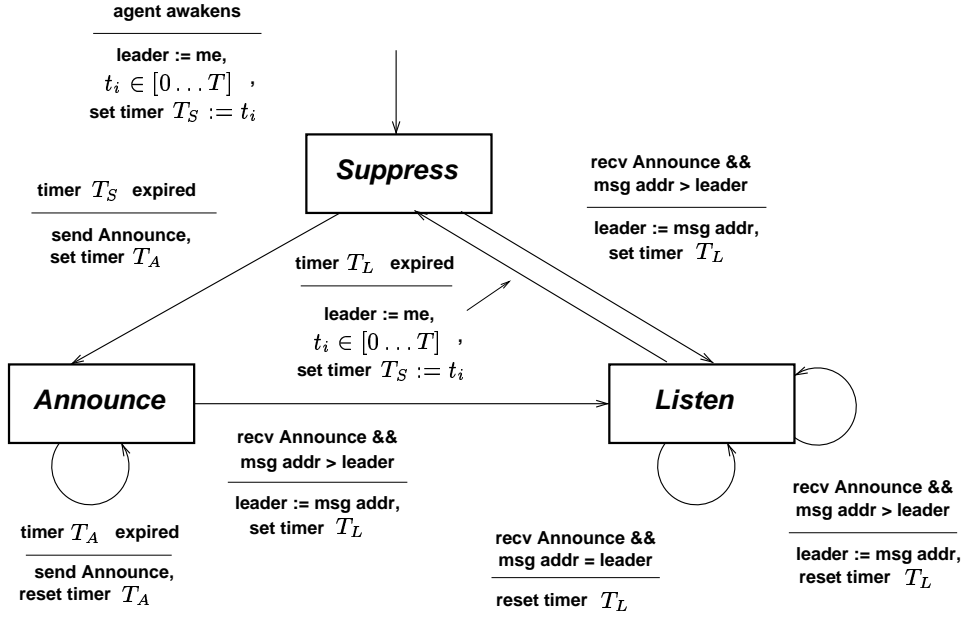 agent awakens
leader := me,
t_i ∈ [0 … T] ,
set timer T_S := t_i
Suppress
recv Announce &&
msg addr > leader
leader := msg addr,
set timer T_L
timer T_S expired
send Announce,
set timer T_A
timer T_L expired
leader := me,
t_i ∈ [0 … T] ,
set timer T_S := t_i
Announce
Listen
recv Announce &&
msg addr > leader
leader := msg addr,
set timer T_L
timer T_A expired
send Announce,
reset timer T_A
recv Announce &&
msg addr = leader
reset timer T_L
recv Announce &&
msg addr > leader
leader := msg addr,
reset timer T_L